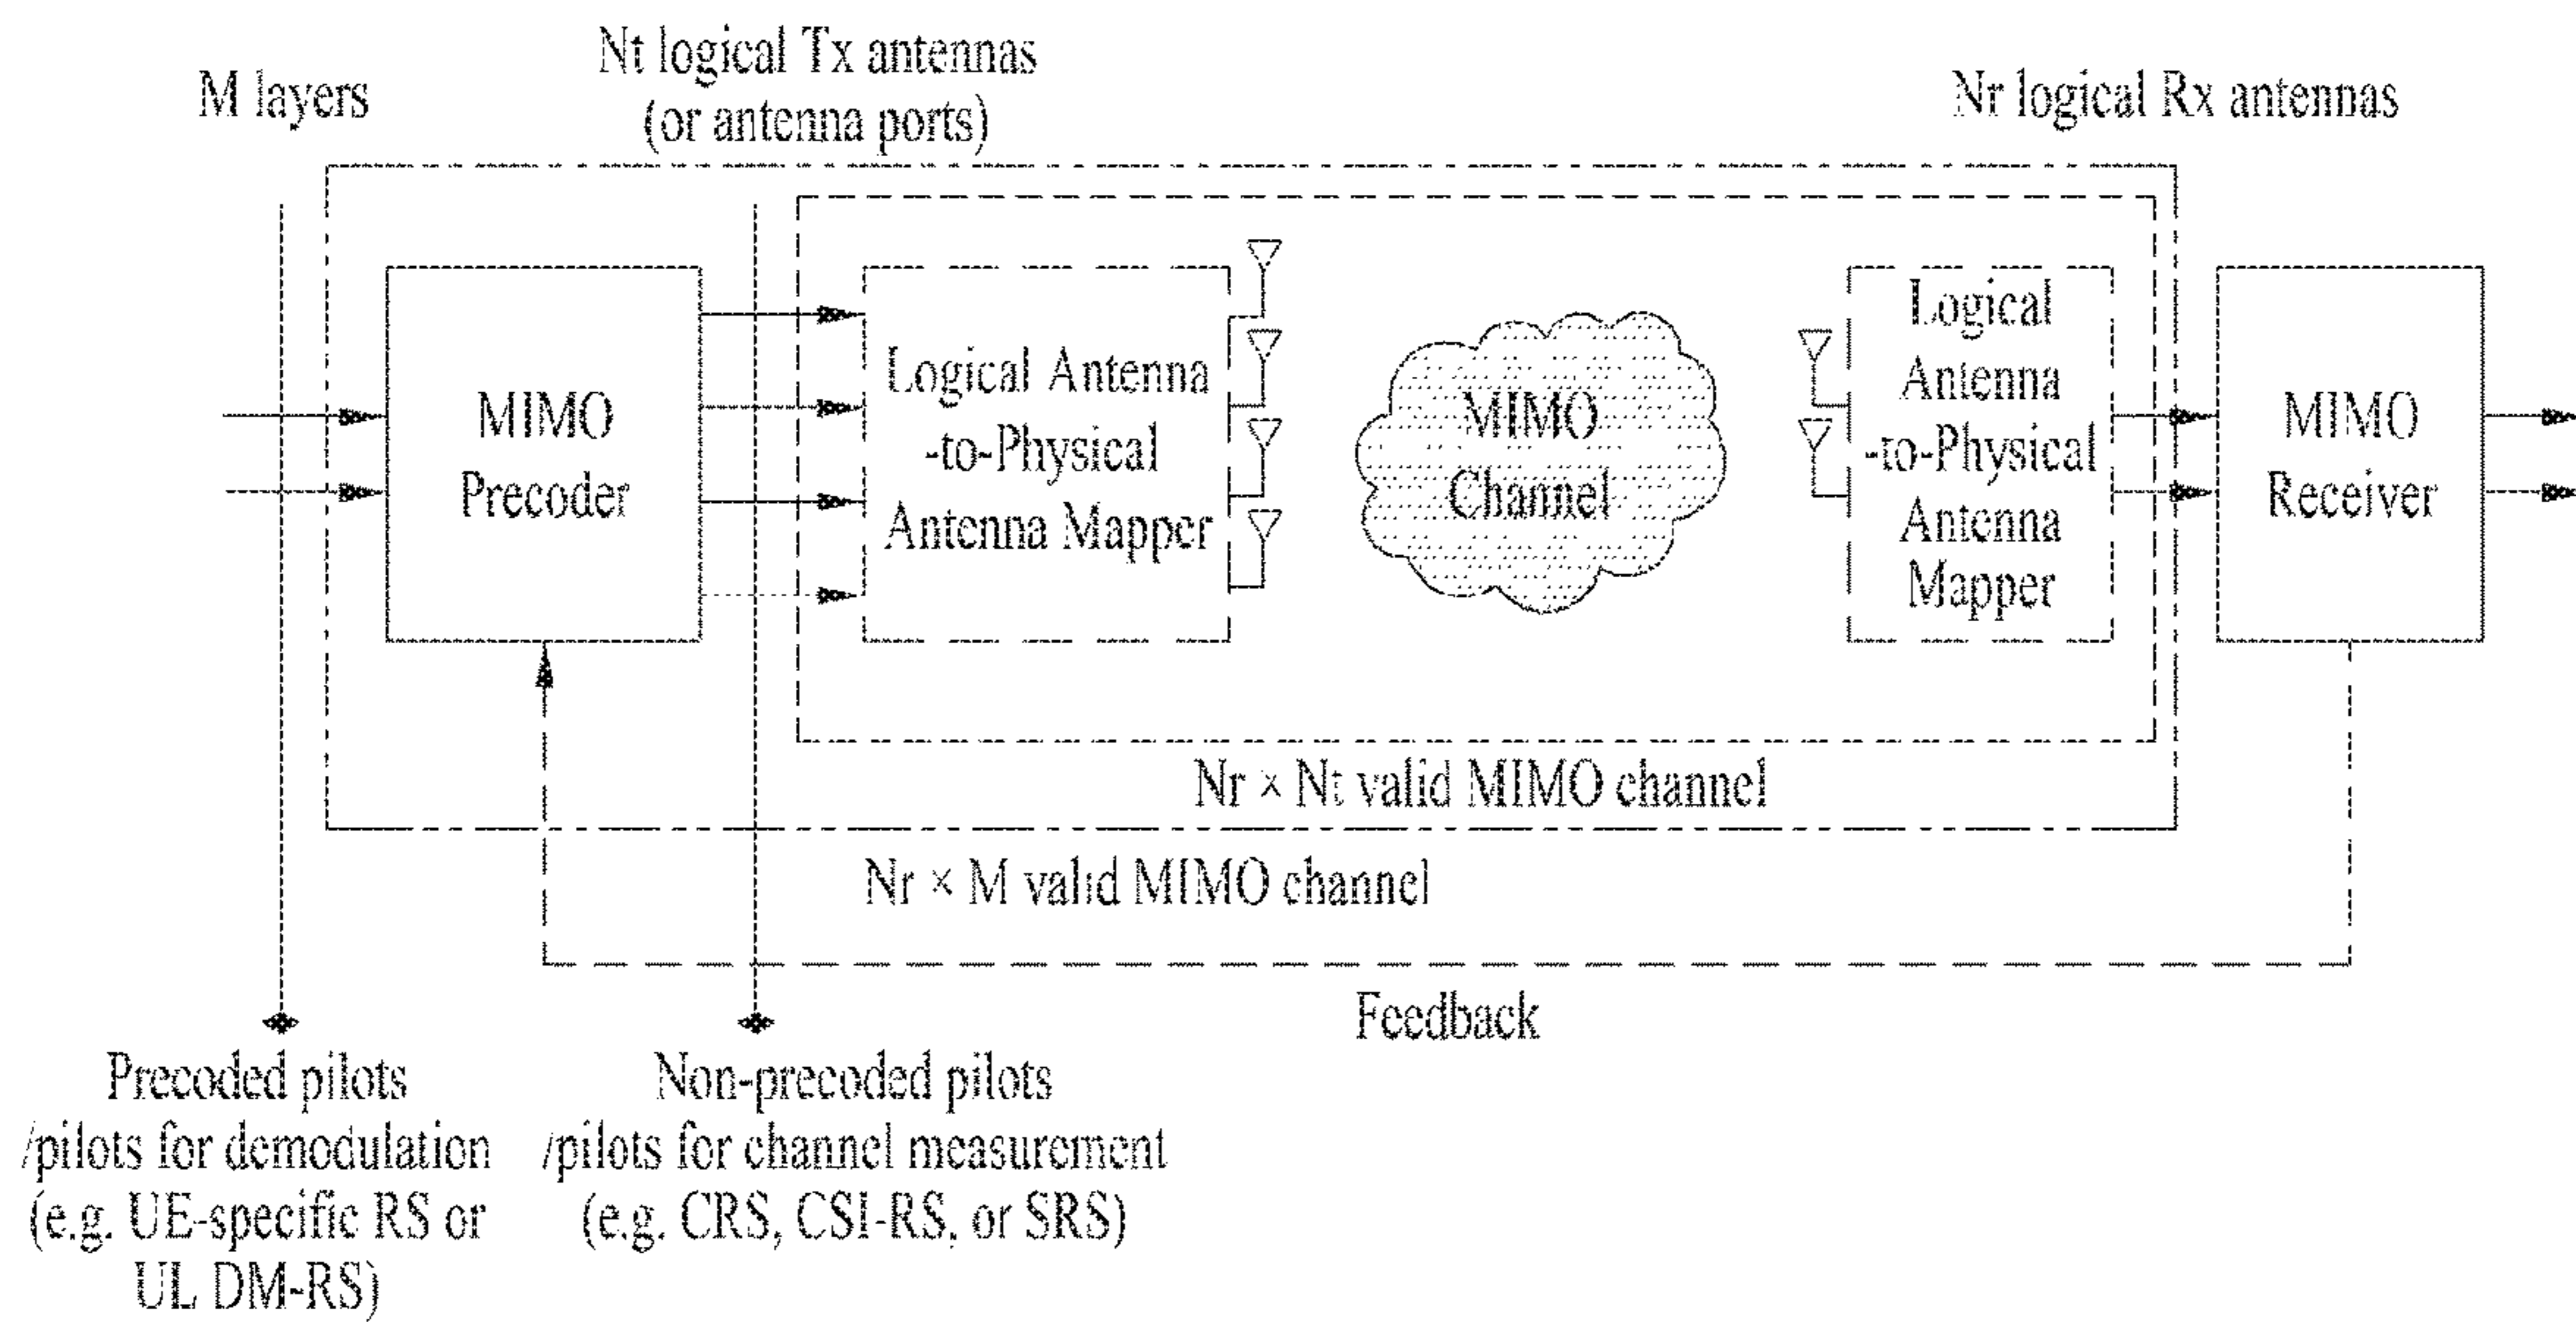 M layers
Nt logical Tx antennas
(or antenna ports)
Nr logical Rx antennas
MIMO
Precoder
Logical Antenna
-to-Physical
Antenna Mapper
MIMO
Channel
Logical
Antenna
-to-Physical
Antenna
Mapper
MIMO
Receiver
Nr × Nt valid MIMO channel
Nr × M valid MIMO channel
Feedback
Precoded pilots
/pilots for demodulation
(e.g. UE-specific RS or
UL DM-RS)
Non-precoded pilots
/pilots for channel measurement
(e.g. CRS, CSI-RS, or SRS)